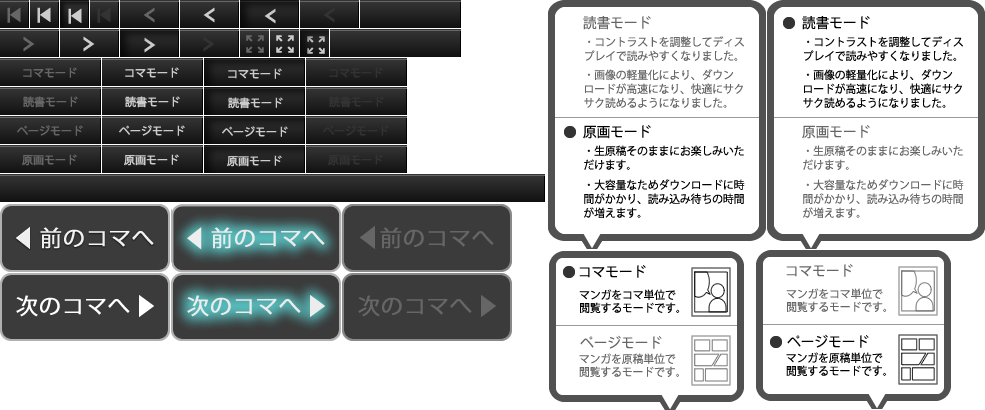 コマモード コマモード コマモード コマモード
読書モード 読書モード 読書モード 読書モード
ページモード ページモード ページモード ページモード
原画モード 原画モード 原画モード 原画モード
前のコマへ 前のコマへ 前のコマへ
次のコマへ 次のコマへ 次のコマへ
読書モード
・コントラストを調整してディス
プレイで読みやすくなりました。
・画像の軽量化により、ダウン
ロードが高速になり、快適にサク
サク読めるようになりました。
原画モード
・生原稿そのままにお楽しみいた
だけます。
・大容量なためダウンロードに時
間がかかり、読み込み待ちの時間
が増えます。
読書モード
・コントラストを調整してディス
プレイで読みやすくなりました。
・画像の軽量化により、ダウン
ロードが高速になり、快適にサク
サク読めるようになりました。
原画モード
・生原稿そのままにお楽しみいた
だけます。
・大容量なためダウンロードに時
間がかかり、読み込み待ちの時間
が増えます。
コマモード
マンガをコマ単位で
閲覧するモードです。
ページモード
マンガを原稿単位で
閲覧するモードです。
コマモード
マンガをコマ単位で
閲覧するモードです。
ページモード
マンガを原稿単位で
閲覧するモードです。